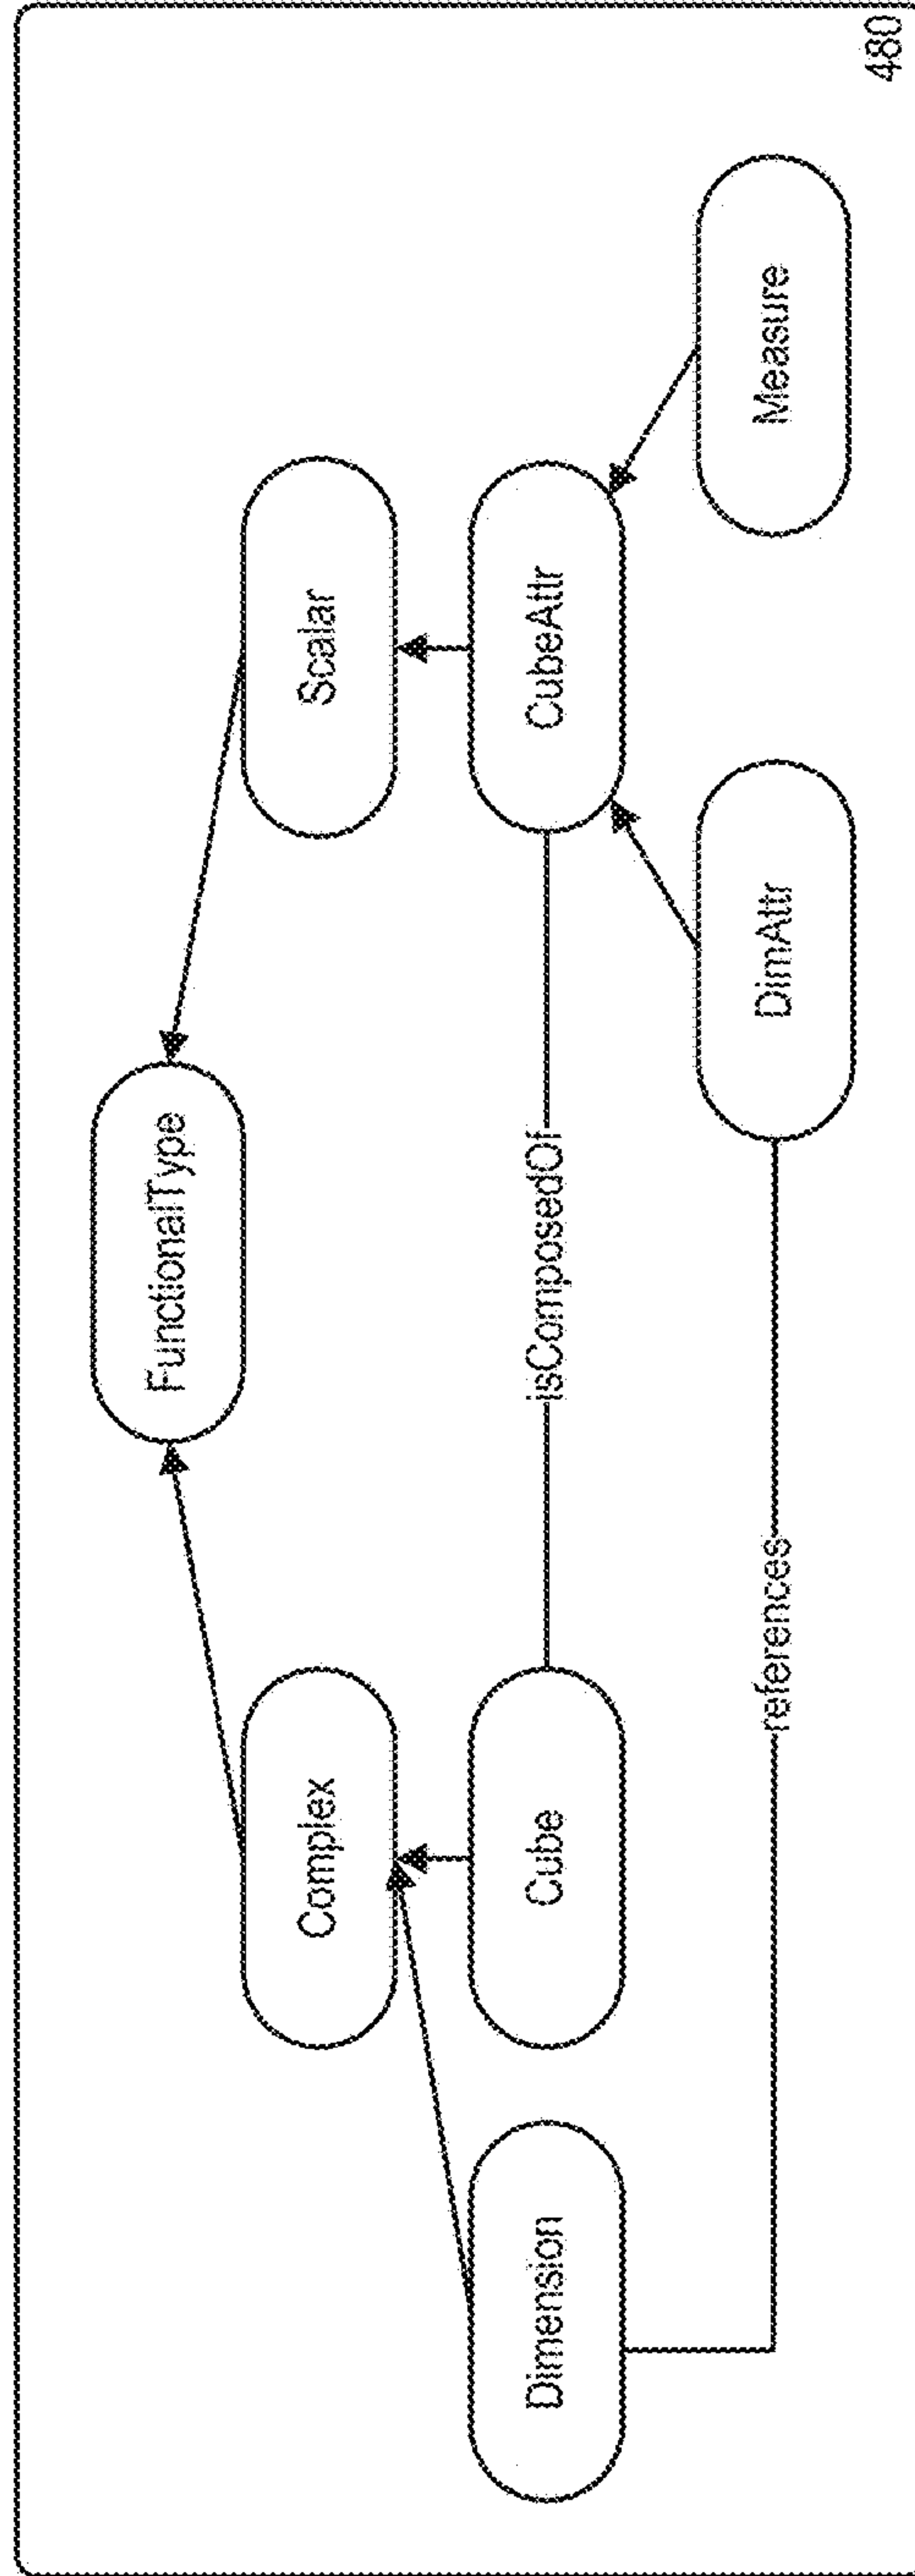 FunctionalType
Complex
Scalar
Dimension
Cube
isComposedOf
CubeAttr
references
DimAttr
Measure
480